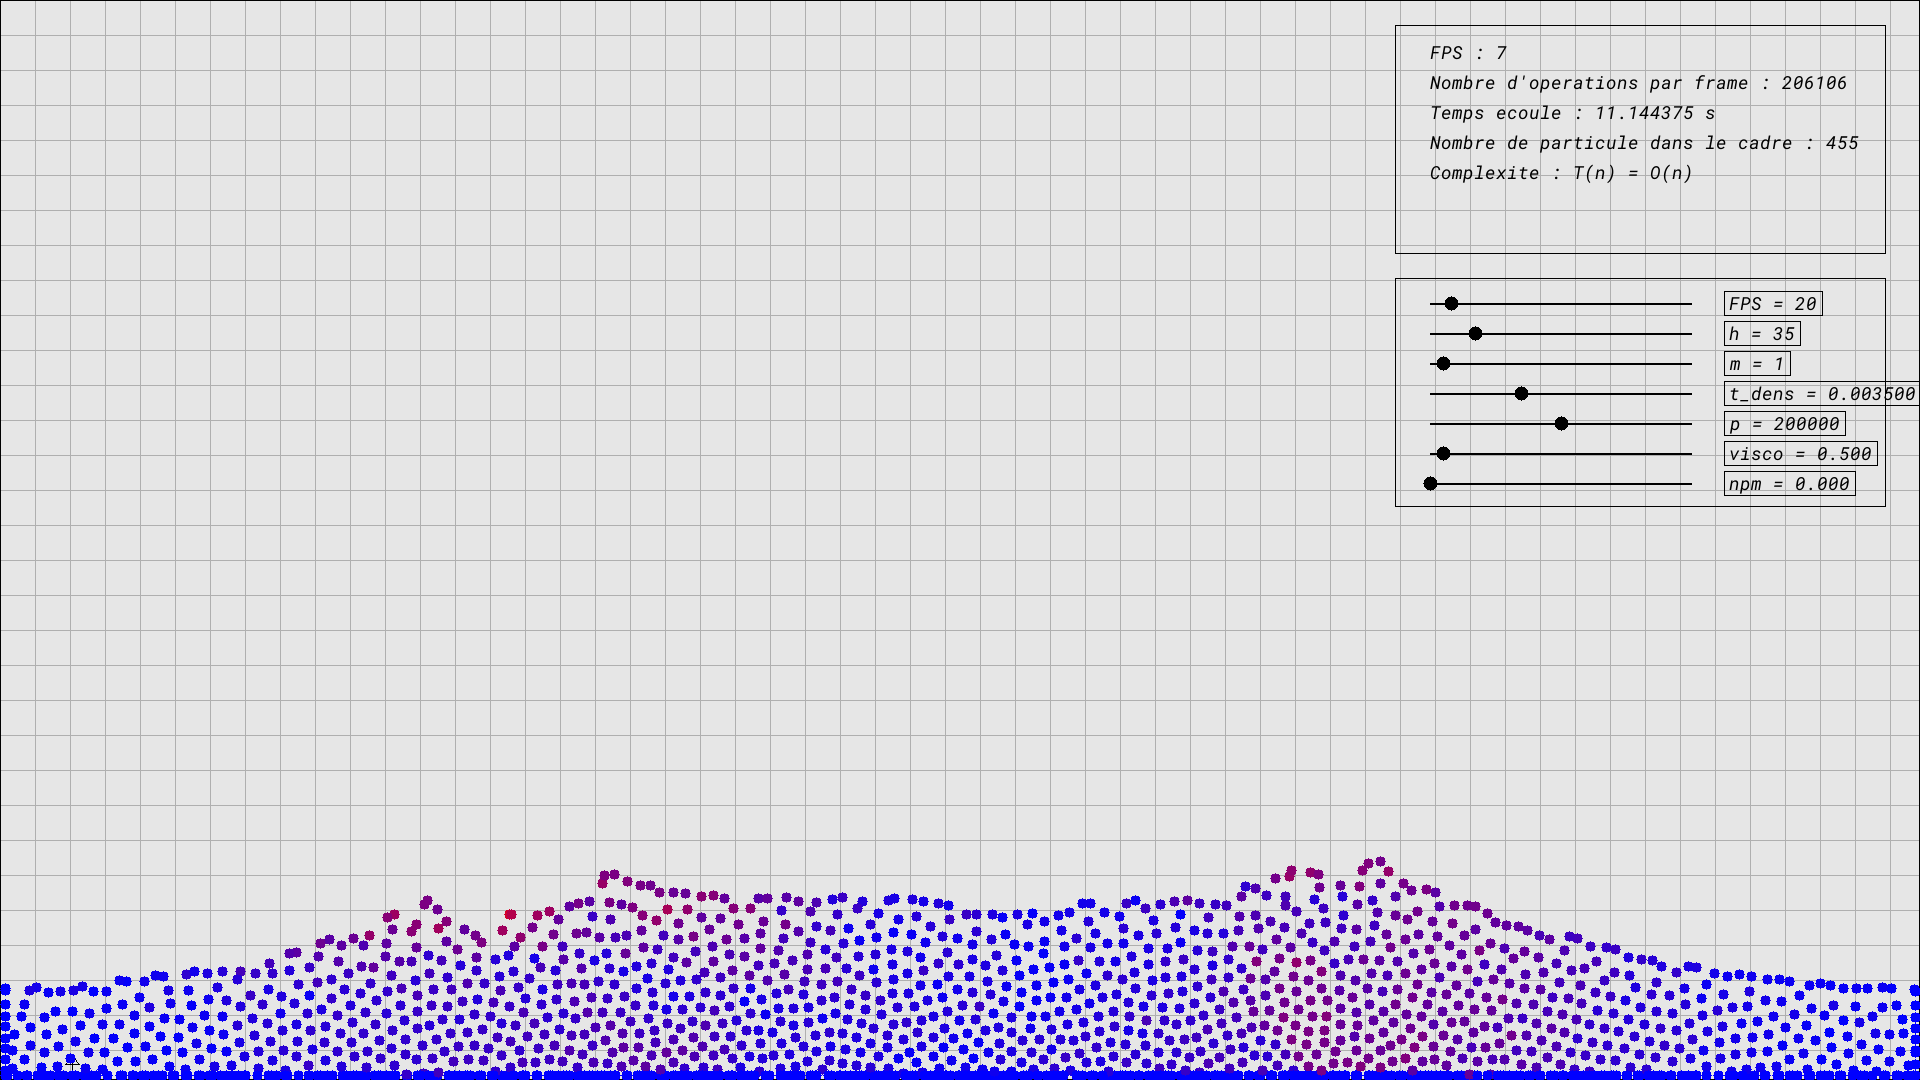 FPS : 7
Nombre d'operations par frame : 206106
Temps ecoule : 11.144375 s
Nombre de particule dans le cadre : 455
Complexite : T(n) = O(n)
FPS = 20
h = 35
m = 1
t_dens = 0.003500
p = 200000
visco = 0.500
npm = 0.000